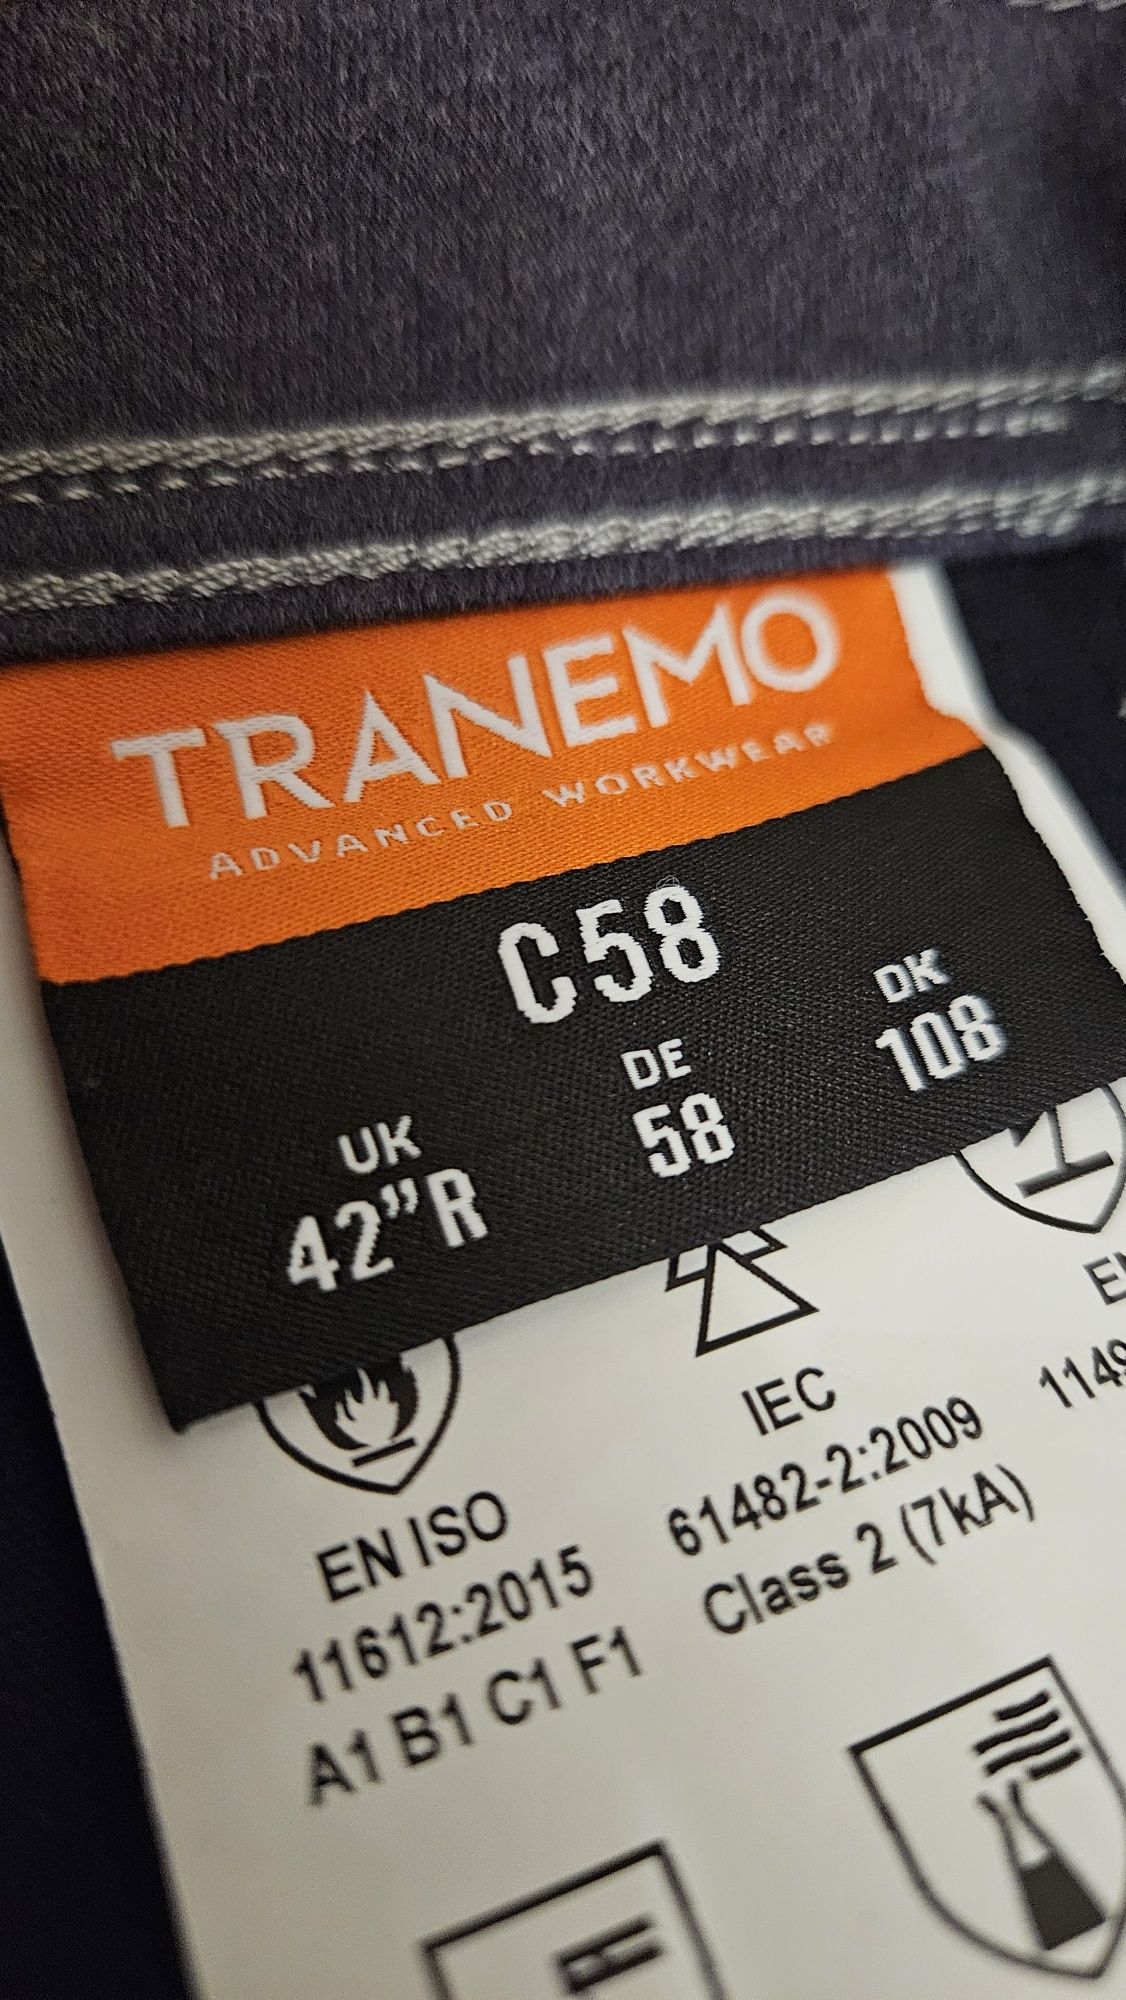 TRANEMO
ADVANCED WORKWEAR
C58
UK
42”R
DE
58
DK
108
EN ISO
11612:2015
A1 B1 C1 F1
IEC
61482-2:2009
Class 2 (7kA)